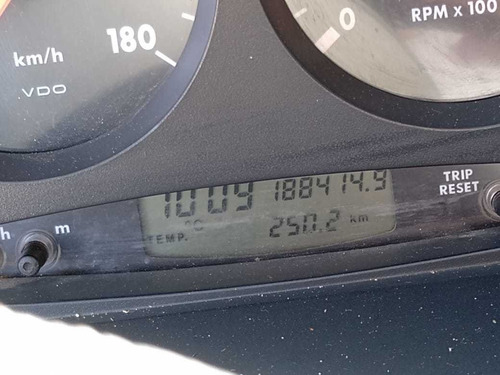 km/h
180
VDO
0
RPM x 100
10:09 188414.9
°C 250.2 km
TEMP.
TRIP
RESET
h
m